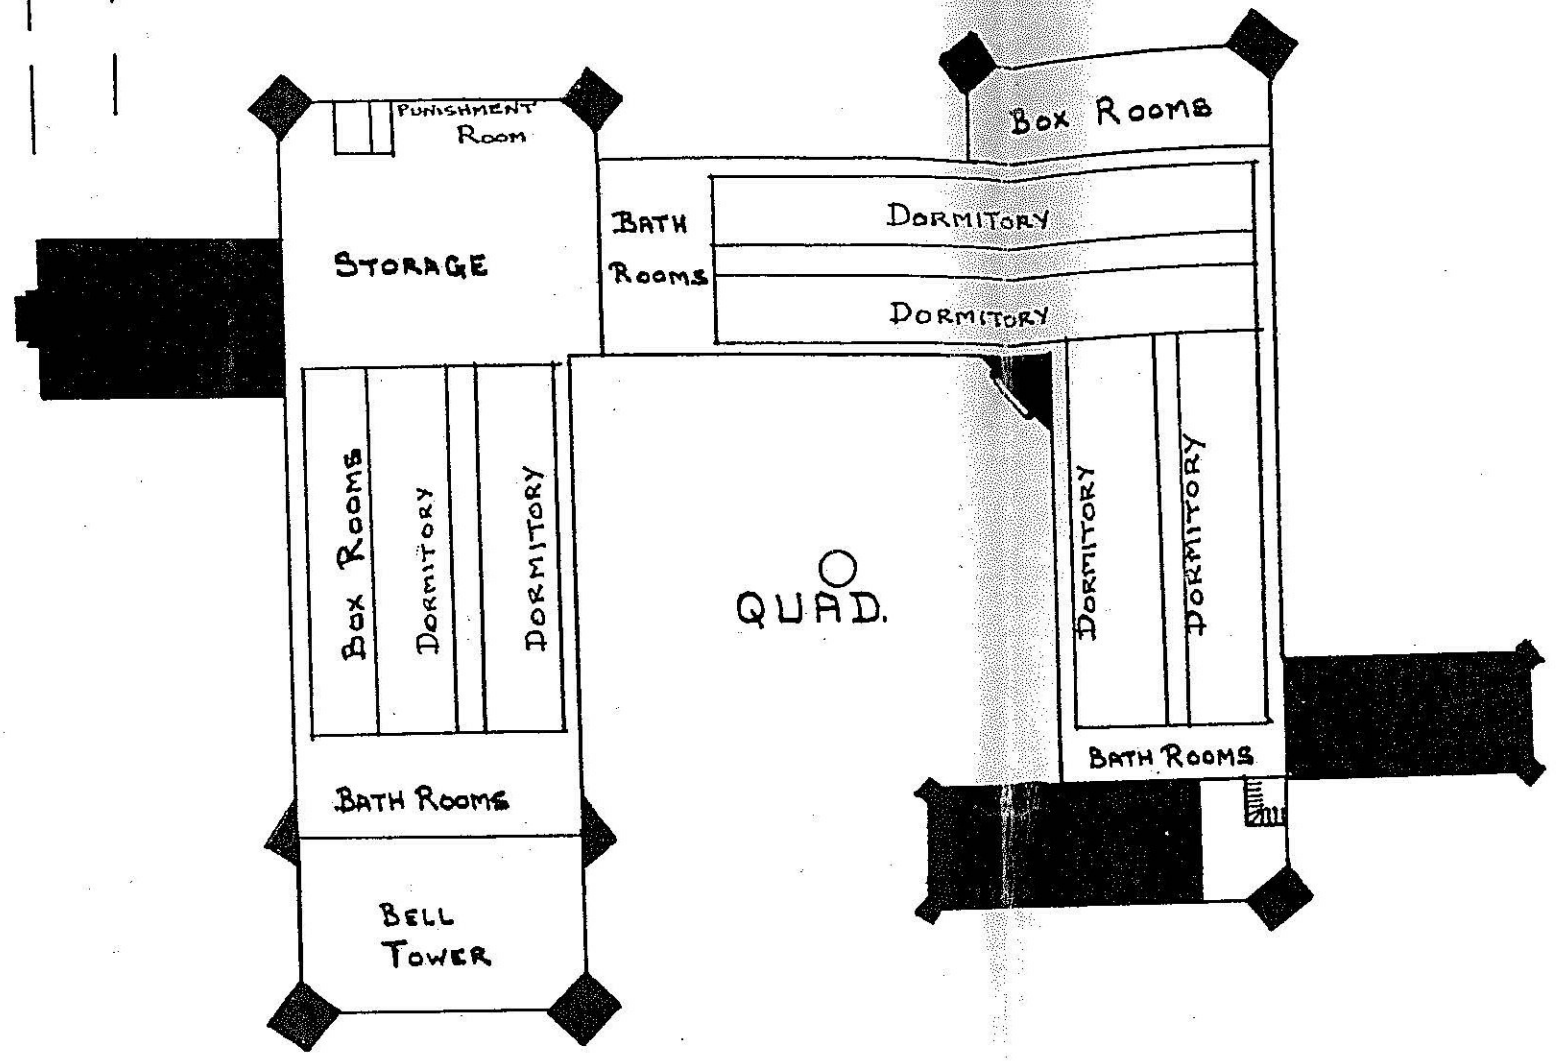 PUNISHMENT
ROOM
BOX ROOMS
BATH
ROOMS
DORMITORY
STORAGE
DORMITORY
BOX ROOMS
DORMITORY
DORMITORY
QUAD.
DORMITORY
DORMITORY
BATH ROOMS
BATH ROOMS
BELL
TOWER